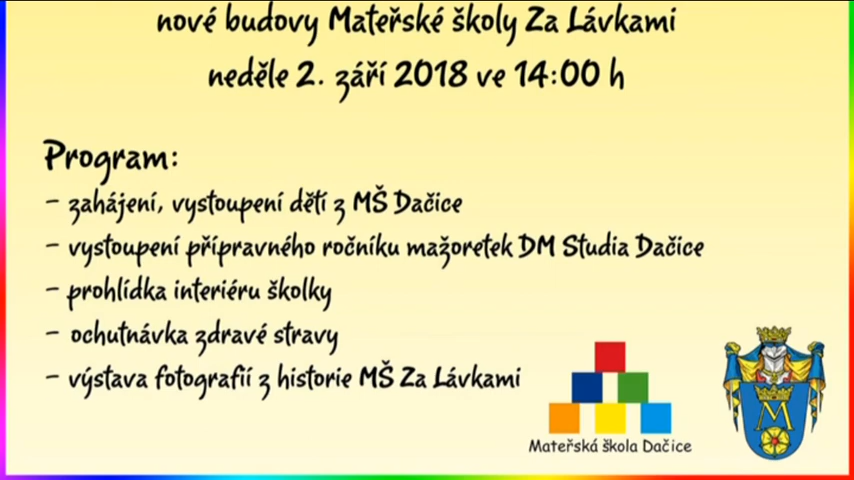 nové budovy Mateřské školy Za Lávkami
neděle 2. září 2018 ve 14:00 h
Program:
- zahájení, vystoupení dětí z MŠ Dačice
- vystoupení přípravného ročníku mažoretek DM Studia Dačice
- prohlídka interiéru školky
- ochutnávka zdravé stravy
- výstava fotografií z historie MŠ Za Lávkami
Mateřská škola Dačice
M